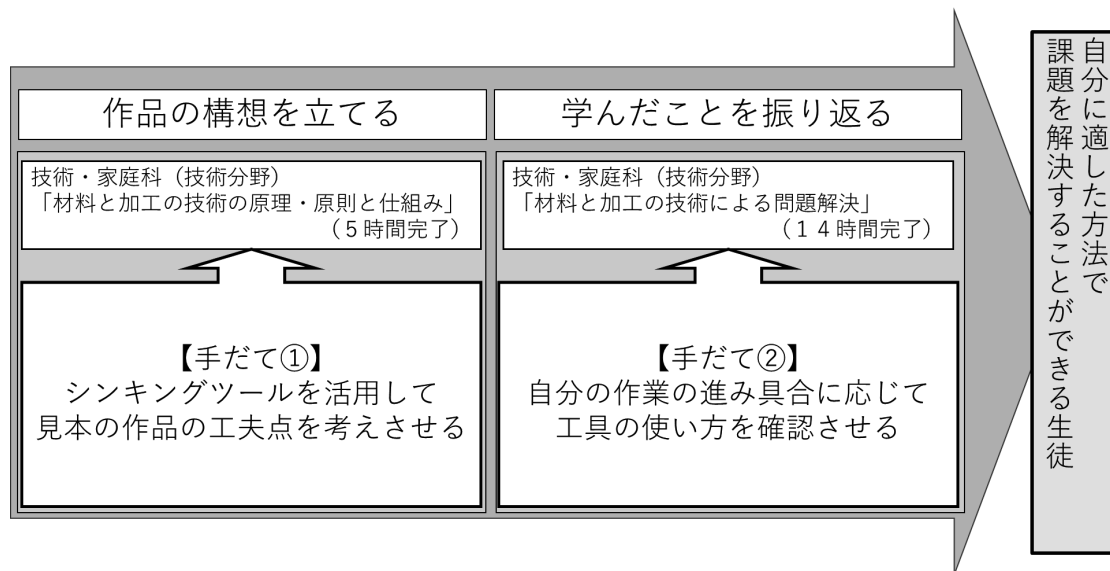 作品の構想を立てる
技術・家庭科（技術分野）
「材料と加工の技術の原理・原則と仕組み」
（５時間完了）
【手だて①】
シンキングツールを活用して
見本の作品の工夫点を考えさせる
学んだことを振り返る
技術・家庭科（技術分野）
「材料と加工の技術による問題解決」
（１４時間完了）
【手だて②】
自分の作業の進み具合に応じて
工具の使い方を確認させる
自分に適した方法で
課題を解決することができる生徒